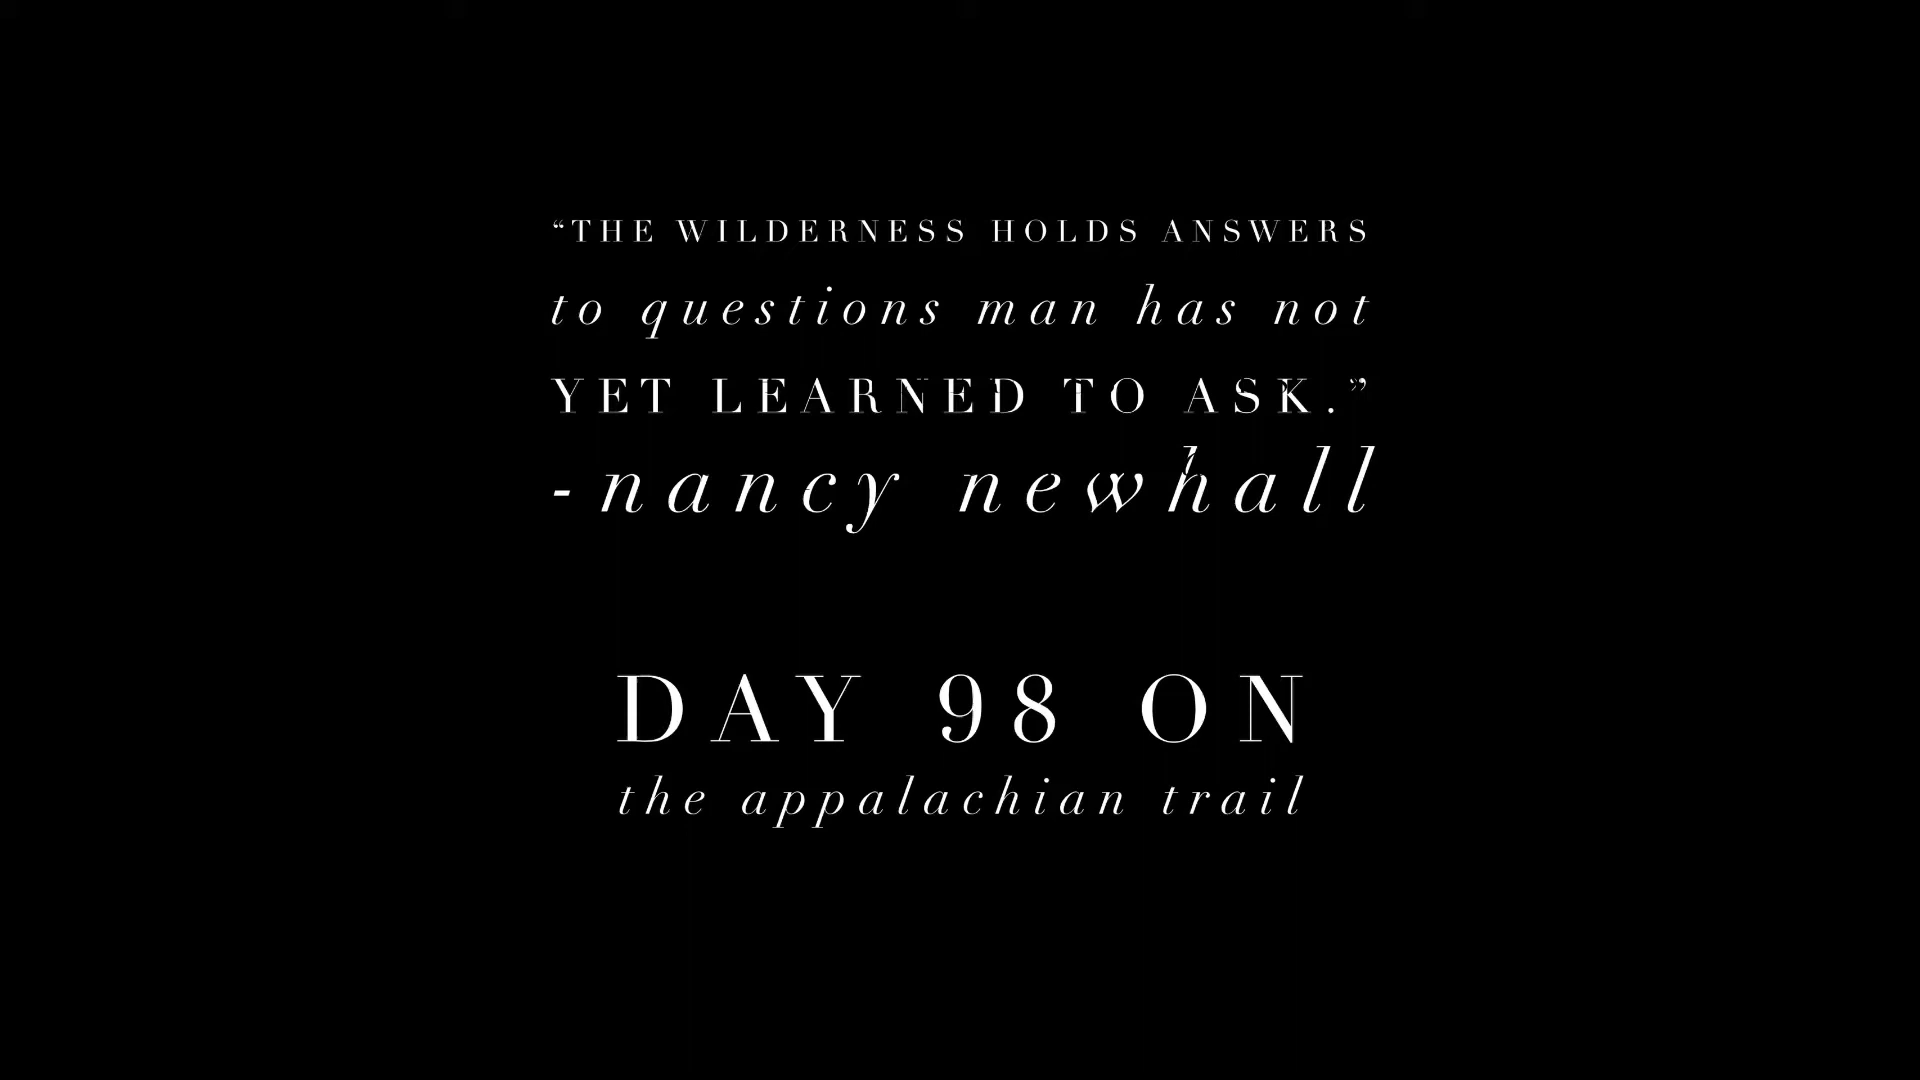 “THE WILDERNESS HOLDS ANSWERS
to questions man has not
YET LEARNED TO ASK.”
-nancy newhall
DAY 98 ON
the appalachian trail